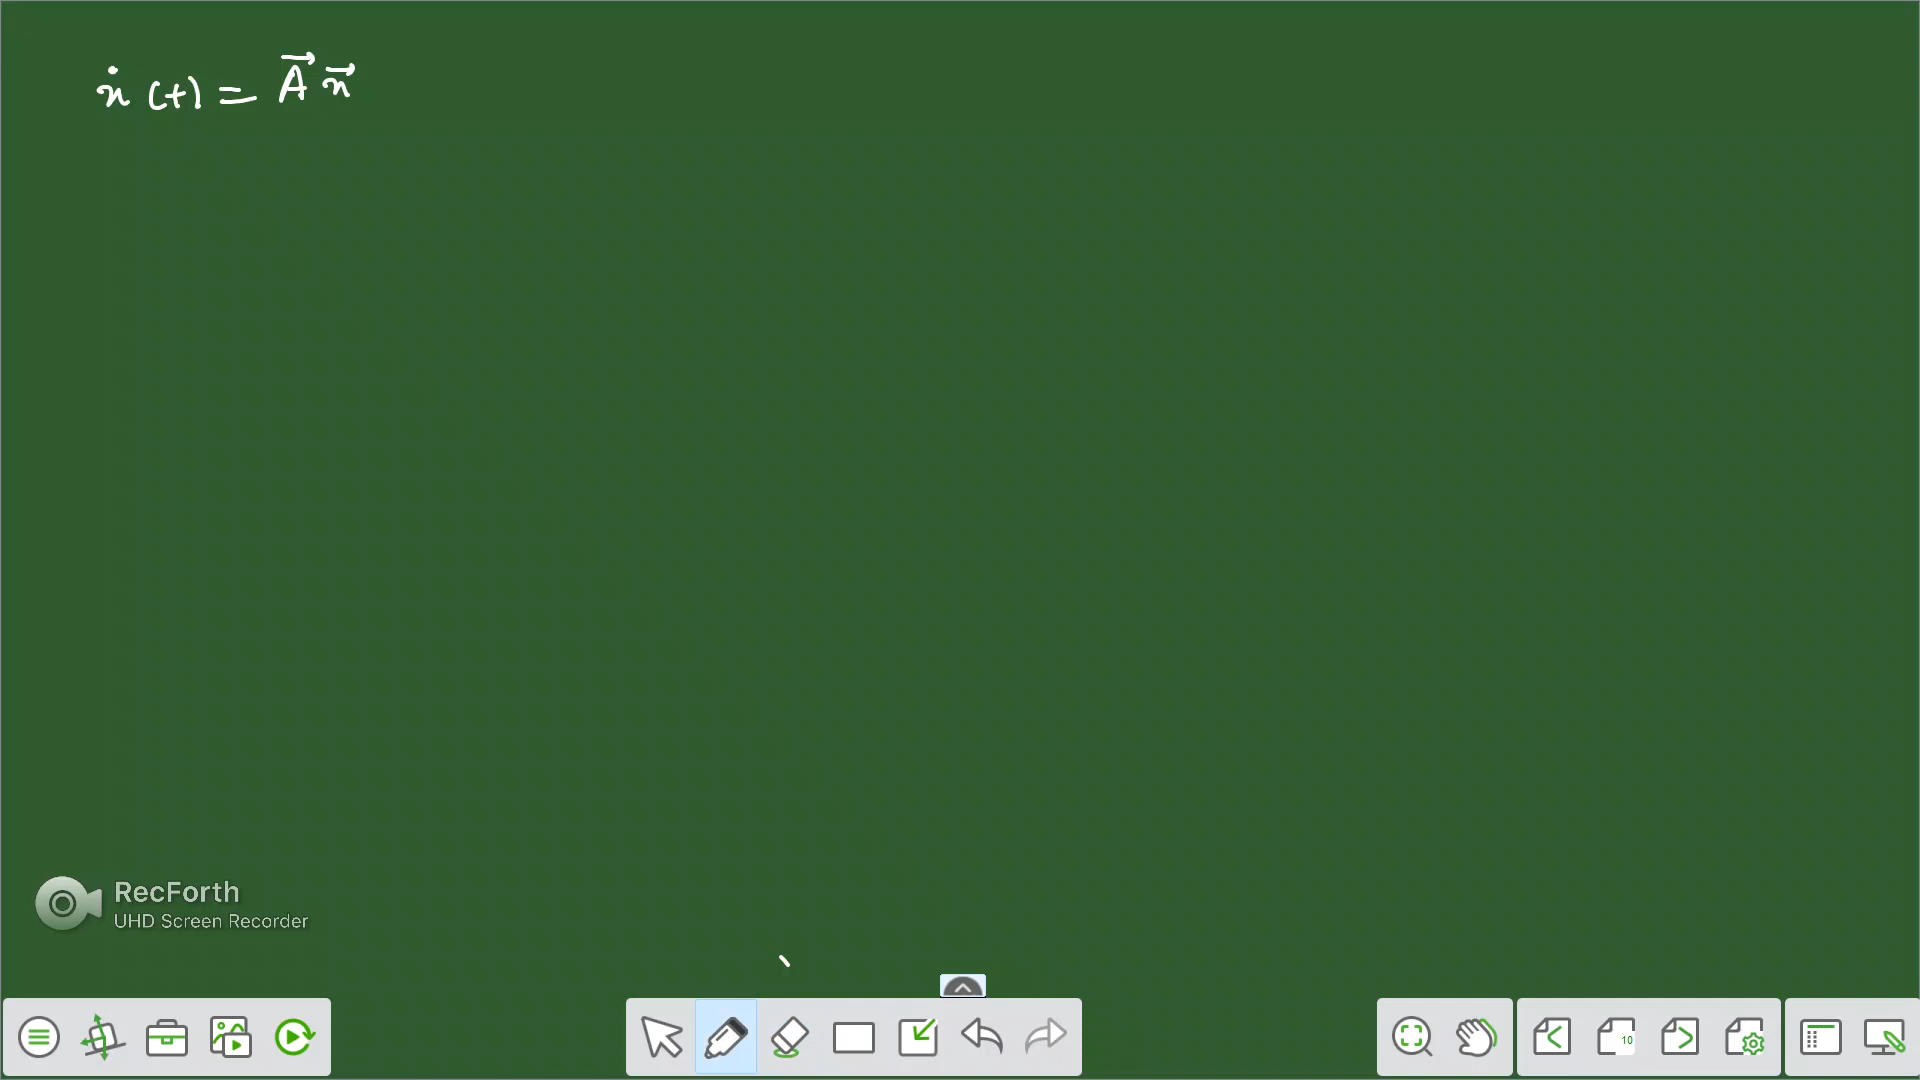 ẋ (t) = A⃗ x⃗
RecForth
UHD Screen Recorder
10